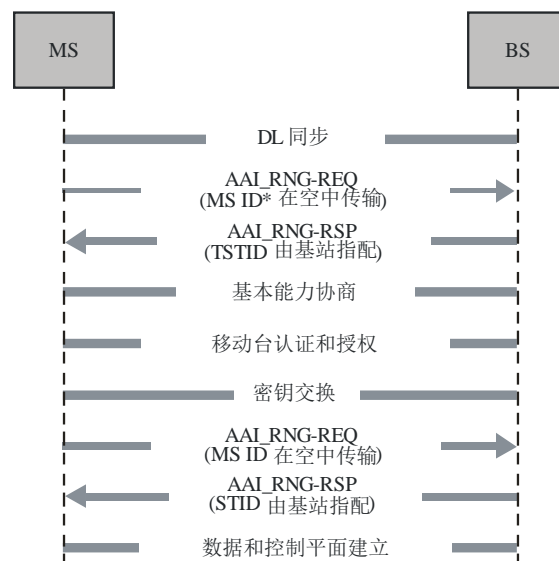 MS
BS
DL 同步
AAI_RNG-REQ
(MS ID* 在空中传输)
AAI_RNG-RSP
(TSTID 由基站指配)
基本能力协商
移动台认证和授权
密钥交换
AAI_RNG-REQ
(MS ID 在空中传输)
AAI_RNG-RSP
(STID 由基站指配)
数据和控制平面建立